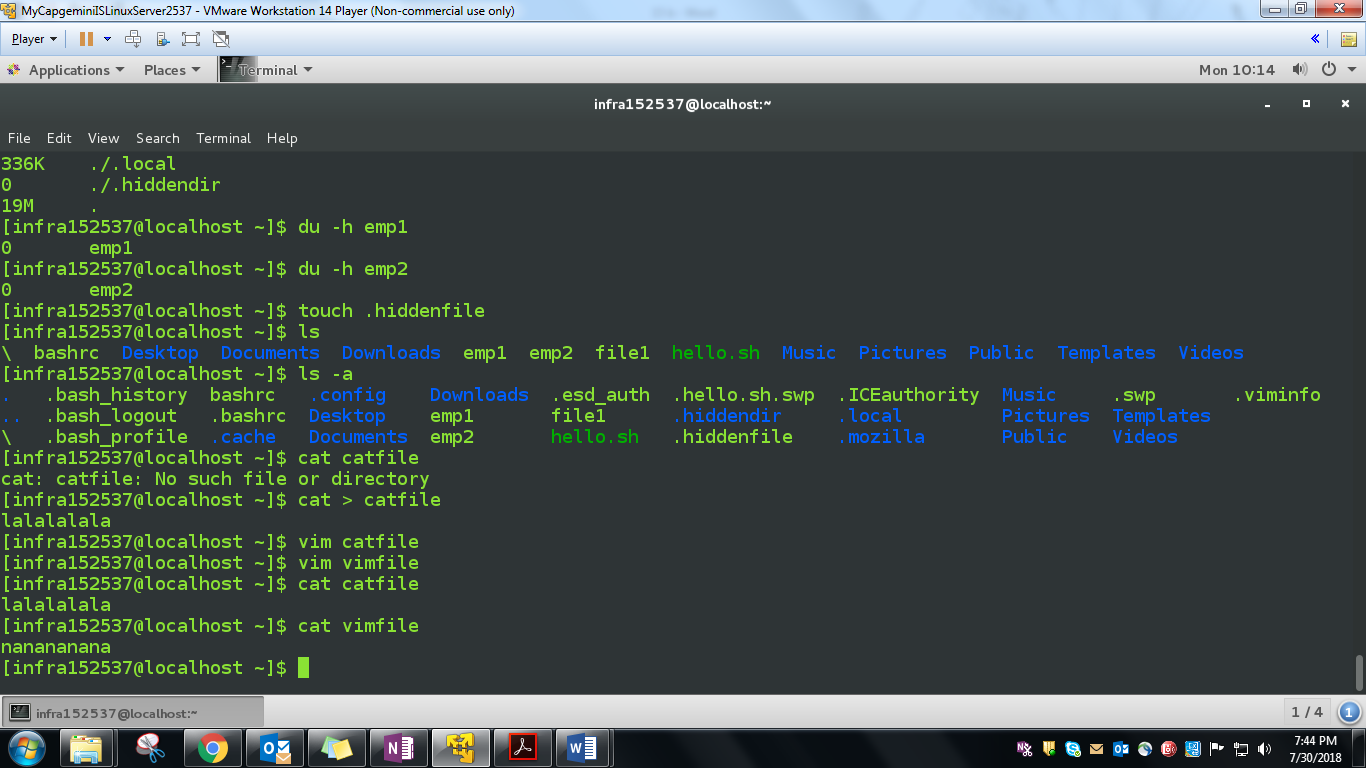 MyCapgeminiISLinuxServer2537 - VMware Workstation 14 Player (Non-commercial use only)
Player
Applications Places Terminal Mon 10:14
infra152537@localhost:~
File Edit View Search Terminal Help
336K ./.local
0 ./.hiddendir
19M .
[infra152537@localhost ~]$ du -h emp1
0 emp1
[infra152537@localhost ~]$ du -h emp2
0 emp2
[infra152537@localhost ~]$ touch .hiddenfile
[infra152537@localhost ~]$ ls
\ bashrc Desktop Documents Downloads emp1 emp2 file1 hello.sh Music Pictures Public Templates Videos
[infra152537@localhost ~]$ ls -a
. .bash_history bashrc .config Downloads .esd_auth .hello.sh.swp .ICEauthority Music .swp .viminfo
.. .bash_logout .bashrc Desktop emp1 file1 .hiddendir .local Pictures Templates
\ .bash_profile .cache Documents emp2 hello.sh .hiddenfile .mozilla Public Videos
[infra152537@localhost ~]$ cat catfile
cat: catfile: No such file or directory
[infra152537@localhost ~]$ cat > catfile
lalalalala
[infra152537@localhost ~]$ vim catfile
[infra152537@localhost ~]$ vim vimfile
[infra152537@localhost ~]$ cat catfile
lalalalala
[infra152537@localhost ~]$ cat vimfile
nanananana
[infra152537@localhost ~]$
infra152537@localhost:~ 1 / 4 1
7:44 PM
7/30/2018